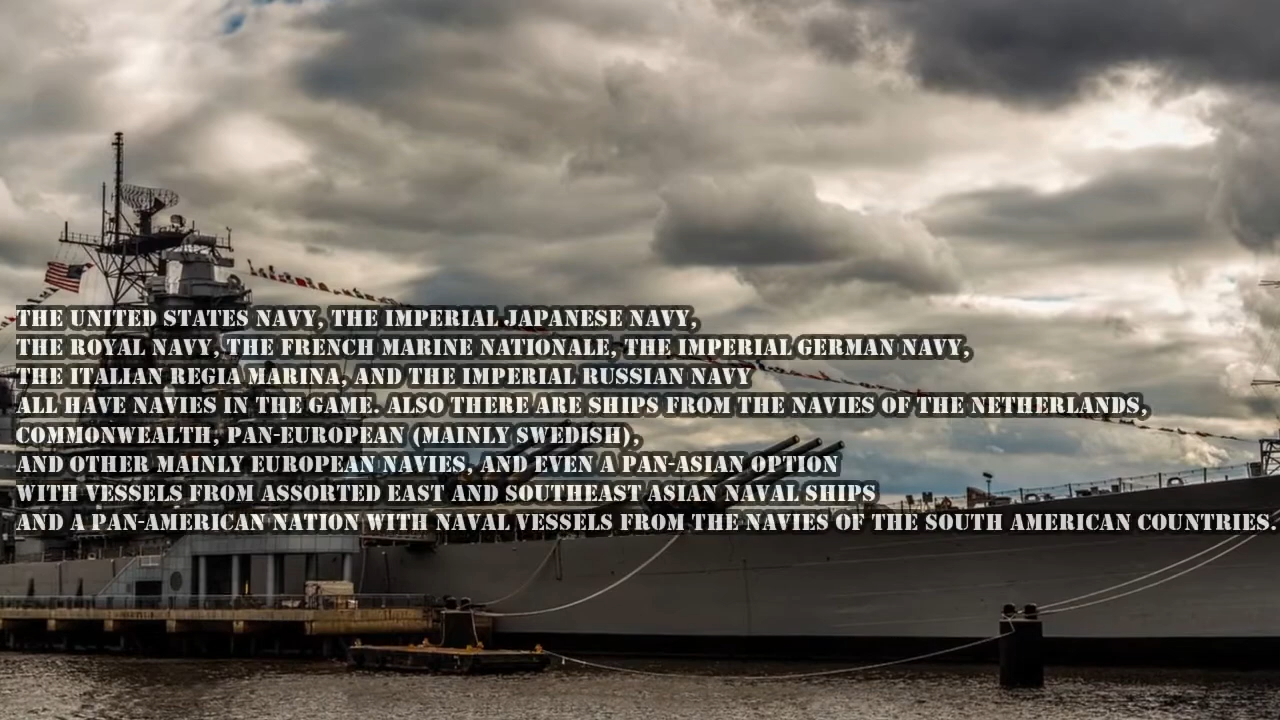 THE UNITED STATES NAVY, THE IMPERIAL JAPANESE NAVY,
THE ROYAL NAVY, THE FRENCH MARINE NATIONALE, THE IMPERIAL GERMAN NAVY,
THE ITALIAN REGIA MARINA, AND THE IMPERIAL RUSSIAN NAVY
ALL HAVE NAVIES IN THE GAME. ALSO THERE ARE SHIPS FROM THE NAVIES OF THE NETHERLANDS,
COMMONWEALTH, PAN-EUROPEAN (MAINLY SWEDISH),
AND OTHER MAINLY EUROPEAN NAVIES, AND EVEN A PAN-ASIAN OPTION
WITH VESSELS FROM ASSORTED EAST AND SOUTHEAST ASIAN NAVAL SHIPS
AND A PAN-AMERICAN NATION WITH NAVAL VESSELS FROM THE NAVIES OF THE SOUTH AMERICAN COUNTRIES.